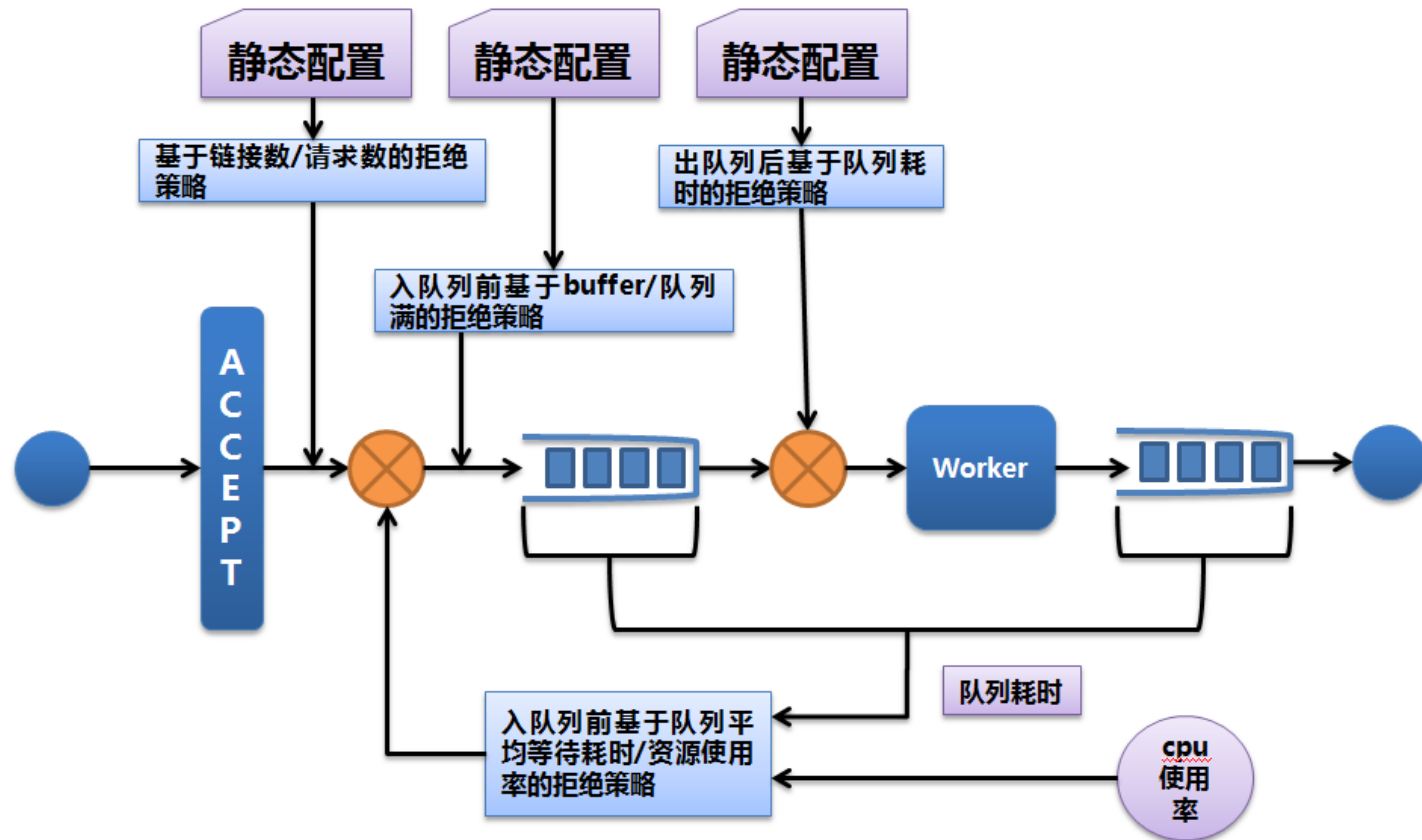 静态配置
静态配置
静态配置
基于链接数/请求数的拒绝
策略
出队列后基于队列耗
时的拒绝策略
入队列前基于buffer/队列
满的拒绝策略
ACCEPT
Worker
队列耗时
入队列前基于队列平
均等待耗时/资源使用
率的拒绝策略
cpu
使用
率